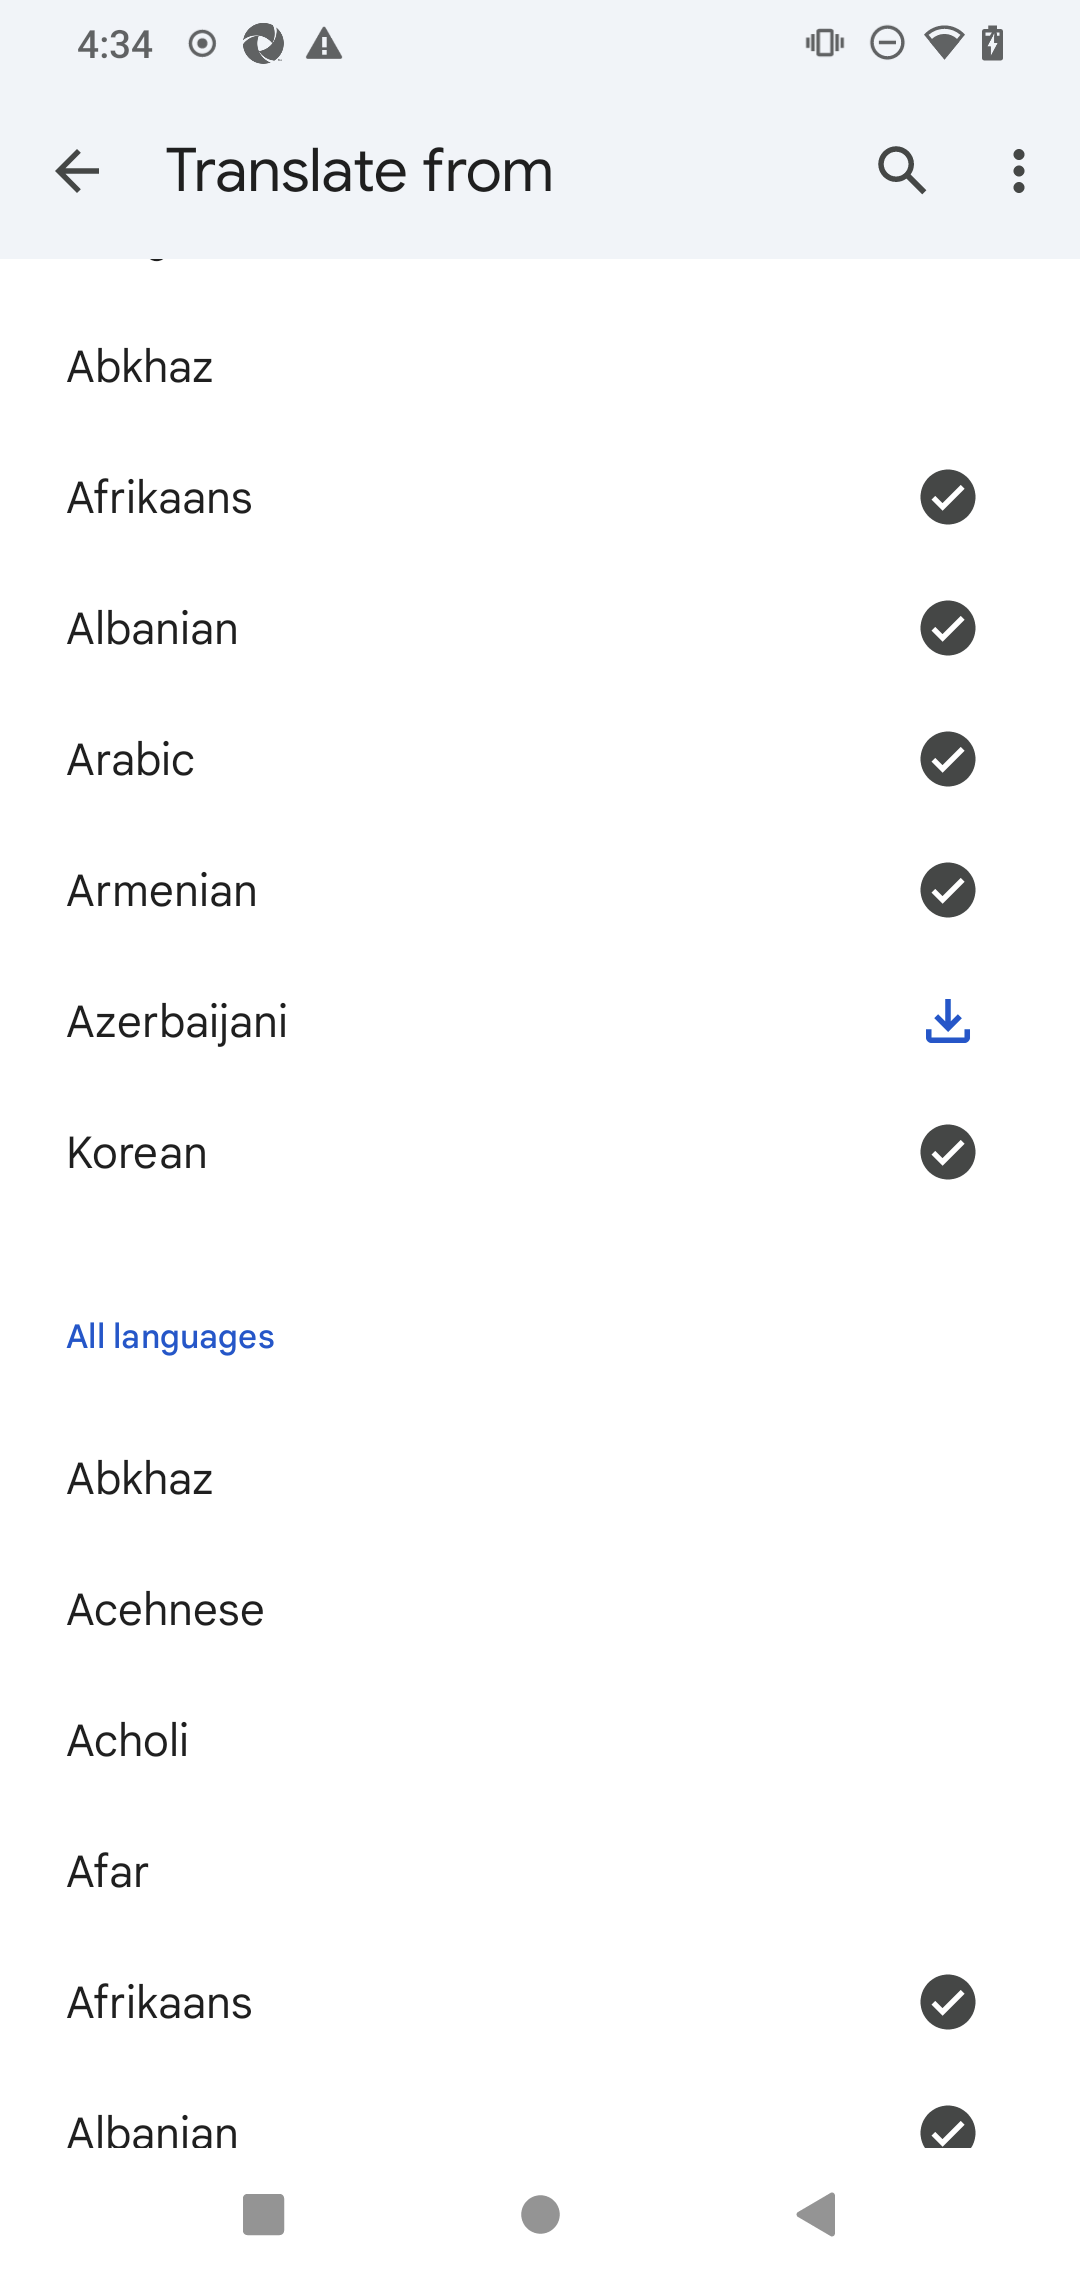 4:34
Translate from
Abkhaz
Afrikaans
Albanian
Arabic
Armenian
Azerbaijani
Korean
All languages
Abkhaz
Acehnese
Acholi
Afar
Afrikaans
Albanian